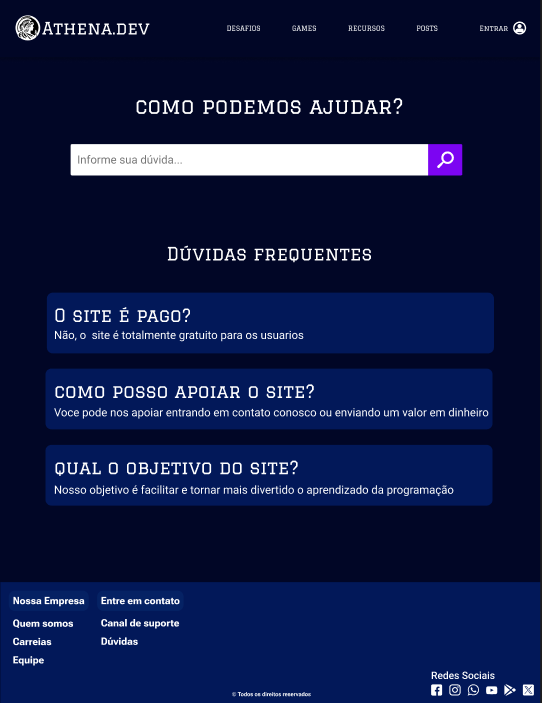 Athena.dev
DESAFIOS
GAMES
RECURSOS
POSTS
Entrar
como podemos ajudar?
Informe sua dúvida...
Dúvidas frequentes
O site é pago?
Não, o  site é totalmente gratuito para os usuarios
como posso apoiar o site?
Voce pode nos apoiar entrando em contato conosco ou enviando um valor em dinheiro
qual o objetivo do site?
Nosso objetivo é facilitar e tornar mais divertido o aprendizado da programação
Nossa Empresa
Quem somos
Carreias
Equipe
Entre em contato
Canal de suporte
Dúvidas
Redes Sociais
© Todos os direitos reservados